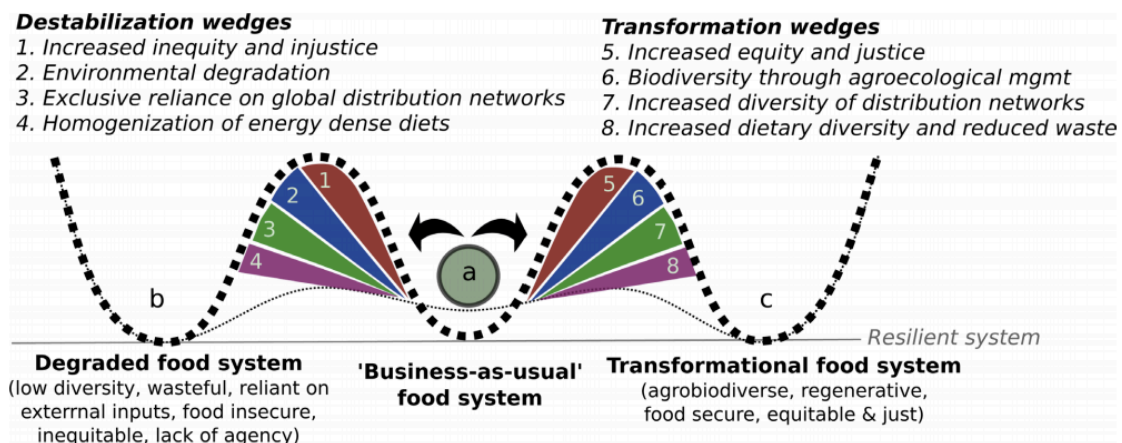 Destabilization wedges
1. Increased inequity and injustice
2. Environmental degradation
3. Exclusive reliance on global distribution networks
4. Homogenization of energy dense diets
Transformation wedges
5. Increased equity and justice
6. Biodiversity through agroecological mgmt
7. Increased diversity of distribution networks
8. Increased dietary diversity and reduced waste
1
2
3
4
5
6
7
8
a
b
c
Resilient system
Degraded food system
(low diversity, wasteful, reliant on
exterrnal inputs, food insecure,
inequitable, lack of agency)
'Business-as-usual'
food system
Transformational food system
(agrobiodiverse, regenerative,
food secure, equitable & just)